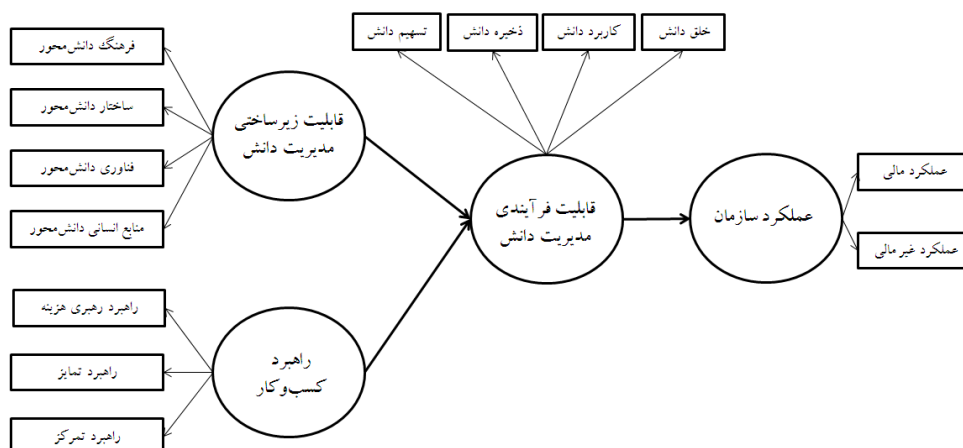 تسهیم دانش
ذخیره دانش
کاربرد دانش
خلق دانش
فرهنگ دانش‌محور
ساختار دانش‌محور
فناوری دانش‌محور
منابع انسانی دانش‌محور
قابلیت زیرساختی
مدیریت دانش
قابلیت فرآیندی
مدیریت دانش
عملکرد سازمان
عملکرد مالی
عملکرد غیر مالی
راهبرد رهبری هزینه
راهبرد تمایز
راهبرد تمرکز
راهبرد
کسب‌وکار